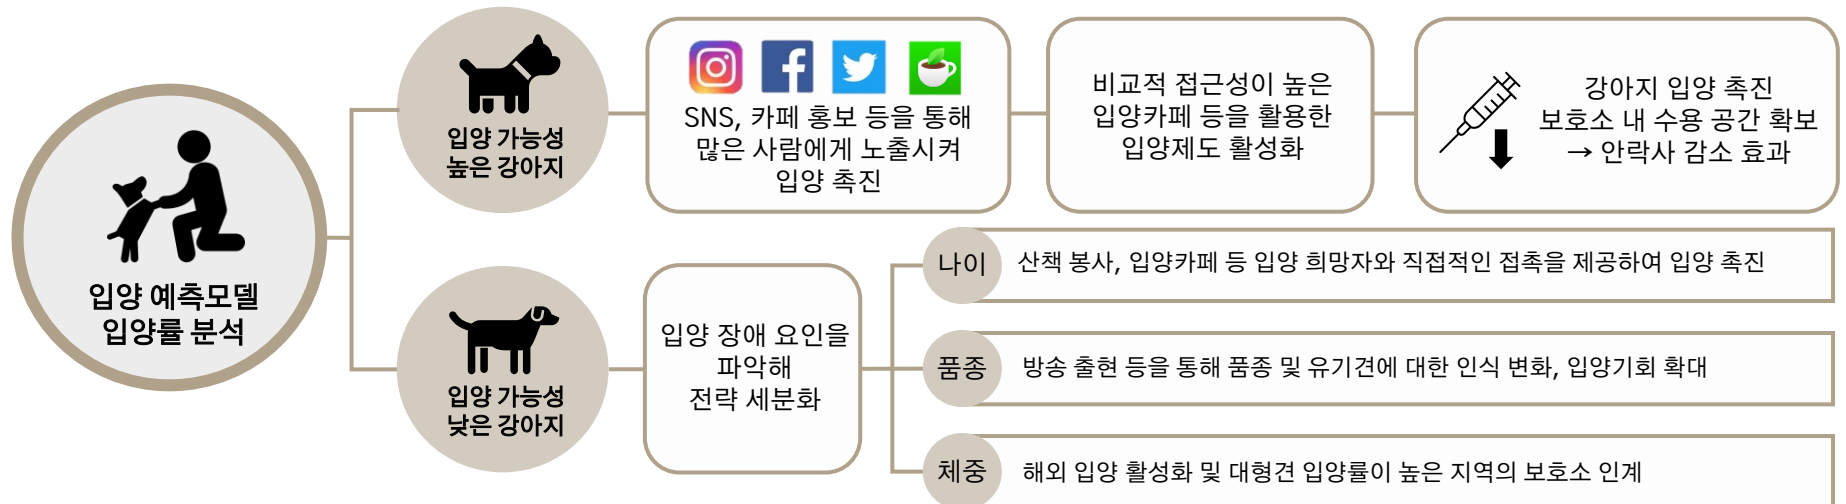 입양 예측모델
입양률 분석
입양 가능성
높은 강아지
SNS, 카페 홍보 등을 통해
많은 사람에게 노출시켜
입양 촉진
비교적 접근성이 높은
입양카페 등을 활용한
입양제도 활성화
강아지 입양 촉진
보호소 내 수용 공간 확보
→ 안락사 감소 효과
입양 가능성
낮은 강아지
입양 장애 요인을
파악해
전략 세분화
나이
산책 봉사, 입양카페 등 입양 희망자와 직접적인 접촉을 제공하여 입양 촉진
품종
방송 출현 등을 통해 품종 및 유기견에 대한 인식 변화, 입양기회 확대
체중
해외 입양 활성화 및 대형견 입양률이 높은 지역의 보호소 인계